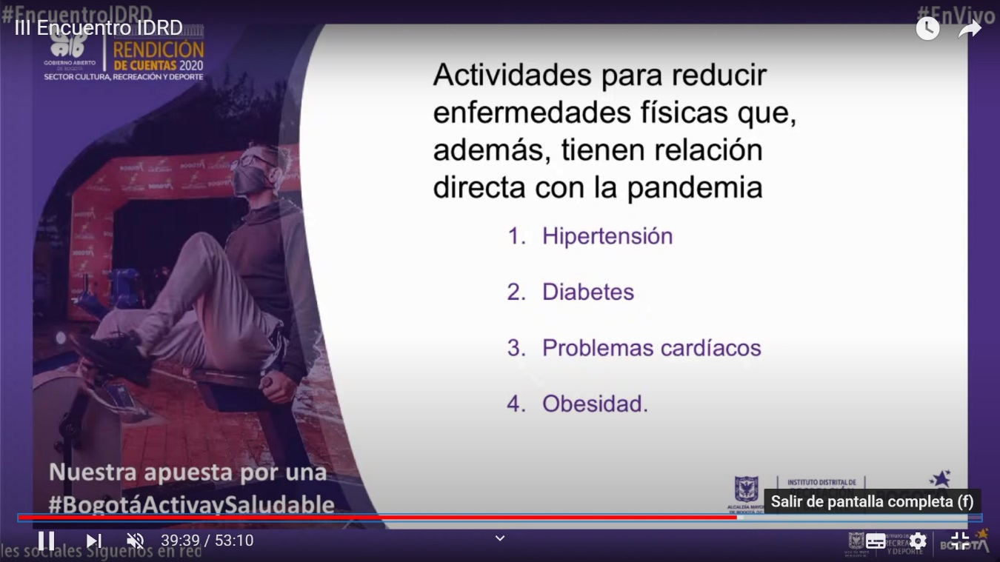 #EncuentroIDRD
#EnVivo
III Encuentro IDRD
RENDICIÓN
DE CUENTAS 2020
GOBIERNO ABIERTO
DE BOGOTÁ
SECTOR CULTURA, RECREACIÓN Y DEPORTE
Actividades para reducir
enfermedades físicas que,
además, tienen relación
directa con la pandemia
1. Hipertensión
2. Diabetes
3. Problemas cardíacos
4. Obesidad.
Nuestra apuesta por una
#BogotáActivaySaludable
INSTITUTO DISTRITAL DE
RECREACIÓN
ALCALDÍA MAYOR
DE BOGOTÁ D.C.
Salir de pantalla completa (f)
39:39 / 53:10
les sociales Síguenos en red
Y DEPORTE
BOGOTÁ